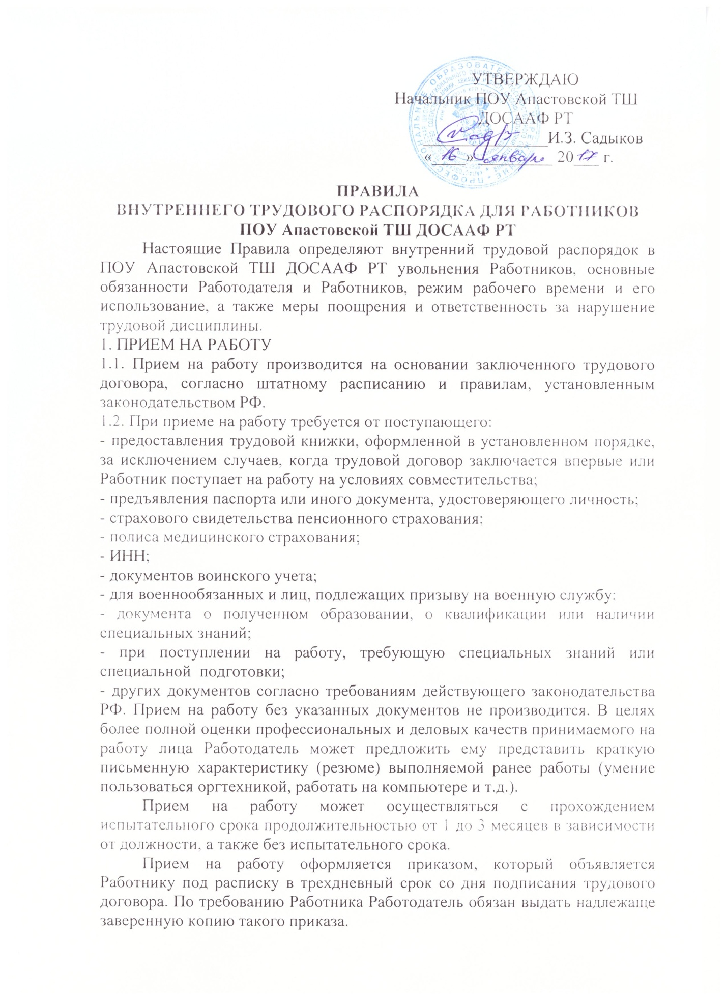 УТВЕРЖДАЮ
Начальник ПОУ Апастовской ТШ
ДОСААФ РТ
И.З. Садыков
« 16 » января 2017 г.
ПРАВИЛА
ВНУТРЕННЕГО ТРУДОВОГО РАСПОРЯДКА ДЛЯ РАБОТНИКОВ
ПОУ Апастовской ТШ ДОСААФ РТ
Настоящие Правила определяют внутренний трудовой распорядок в
ПОУ Апастовской ТШ ДОСААФ РТ увольнения Работников, основные
обязанности Работодателя и Работников, режим рабочего времени и его
использование, а также меры поощрения и ответственность за нарушение
трудовой дисциплины.
1. ПРИЕМ НА РАБОТУ
1.1. Прием на работу производится на основании заключенного трудового
договора, согласно штатному расписанию и правилам, установленным
законодательством РФ.
1.2. При приеме на работу требуется от поступающего:
- предоставления трудовой книжки, оформленной в установленном порядке,
за исключением случаев, когда трудовой договор заключается впервые или
Работник поступает на работу на условиях совместительства;
- предъявления паспорта или иного документа, удостоверяющего личность;
- страхового свидетельства пенсионного страхования;
- полиса медицинского страхования;
- ИНН;
- документов воинского учета;
- для военнообязанных и лиц, подлежащих призыву на военную службу;
- документа о полученном образовании, о квалификации или наличии
специальных знаний;
- при поступлении на работу, требующую специальных знаний или
специальной подготовки;
- других документов согласно требованиям действующего законодательства
РФ. Прием на работу без указанных документов не производится. В целях
более полной оценки профессиональных и деловых качеств принимаемого на
работу лица Работодатель может предложить ему представить краткую
письменную характеристику (резюме) выполняемой ранее работы (умение
пользоваться оргтехникой, работать на компьютере и т.д.).
Прием на работу может осуществляться с прохождением
испытательного срока продолжительностью от 1 до 3 месяцев в зависимости
от должности, а также без испытательного срока.
Прием на работу оформляется приказом, который объявляется
Работнику под расписку в трехдневный срок со дня подписания трудового
договора. По требованию Работника Работодатель обязан выдать надлежаще
заверенную копию такого приказа.